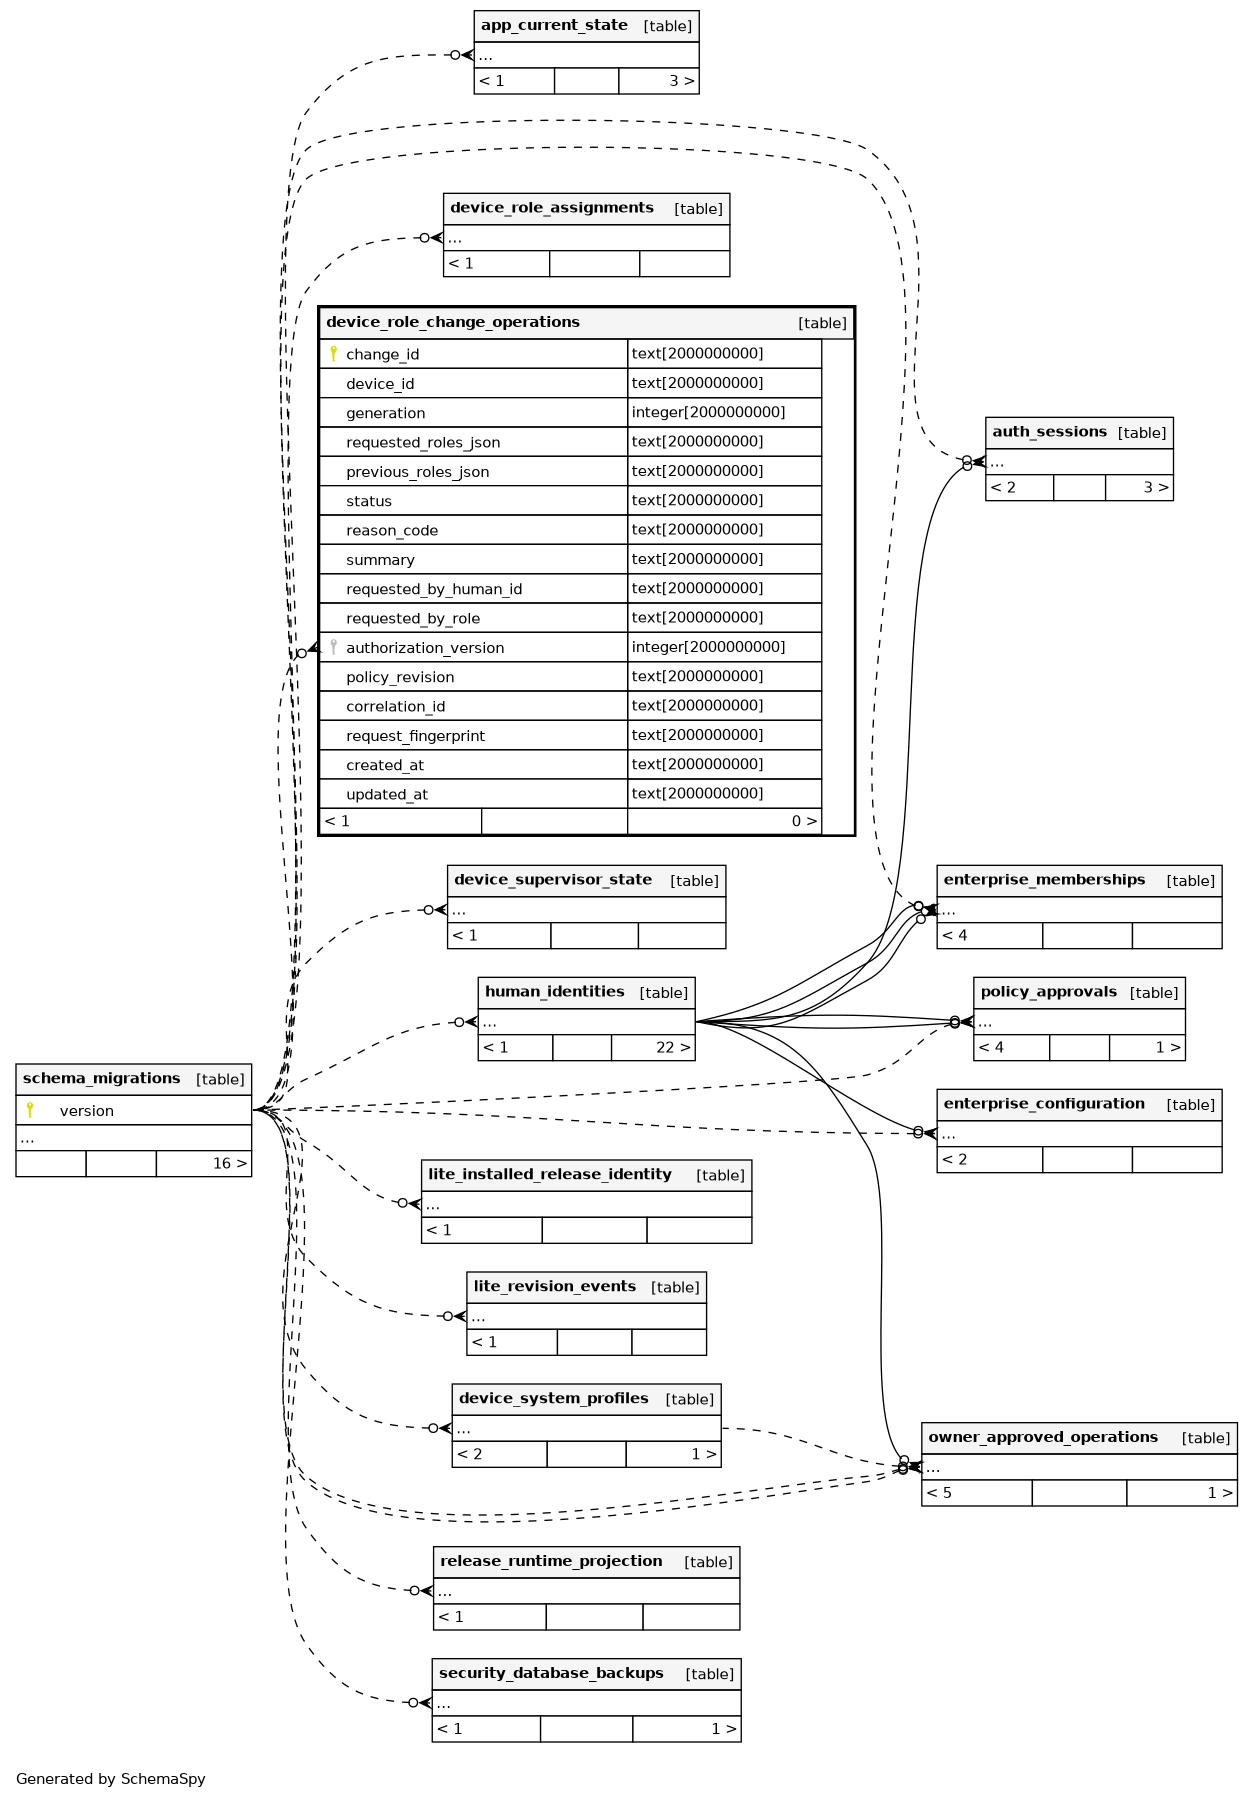 app_current_state [table]
...
< 1 3 >
device_role_assignments [table]
...
< 1
device_role_change_operations [table]
change_id text[2000000000]
device_id text[2000000000]
generation integer[2000000000]
requested_roles_json text[2000000000]
previous_roles_json text[2000000000]
status text[2000000000]
reason_code text[2000000000]
summary text[2000000000]
requested_by_human_id text[2000000000]
requested_by_role text[2000000000]
authorization_version integer[2000000000]
policy_revision text[2000000000]
correlation_id text[2000000000]
request_fingerprint text[2000000000]
created_at text[2000000000]
updated_at text[2000000000]
< 1 0 >
auth_sessions [table]
...
< 2 3 >
device_supervisor_state [table]
...
< 1
enterprise_memberships [table]
...
< 4
human_identities [table]
...
< 1 22 >
policy_approvals [table]
...
< 4 1 >
schema_migrations [table]
version
...
16 >
enterprise_configuration [table]
...
< 2
lite_installed_release_identity [table]
...
< 1
lite_revision_events [table]
...
< 1
device_system_profiles [table]
...
< 2 1 >
owner_approved_operations [table]
...
< 5 1 >
release_runtime_projection [table]
...
< 1
security_database_backups [table]
...
< 1 1 >
Generated by SchemaSpy